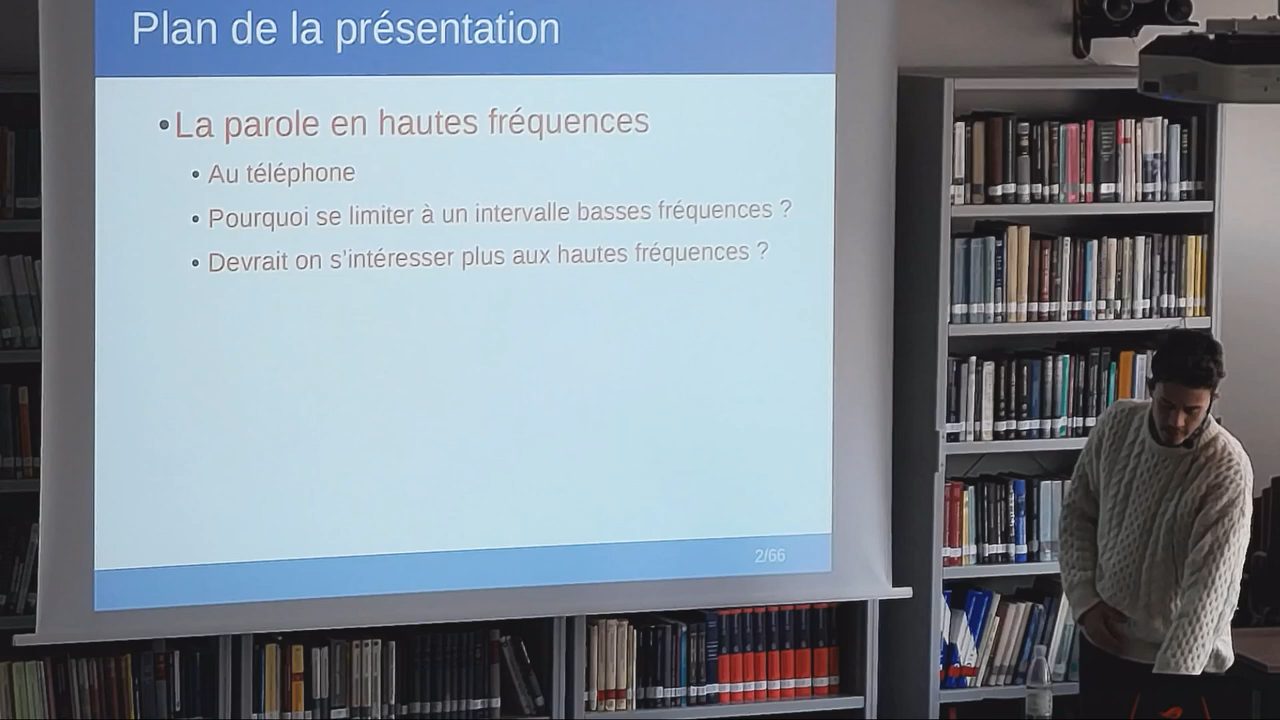 Plan de la présentation
•La parole en hautes fréquences
• Au téléphone
• Pourquoi se limiter à un intervalle basses fréquences ?
• Devrait on s'intéresser plus aux hautes fréquences ?
2/66